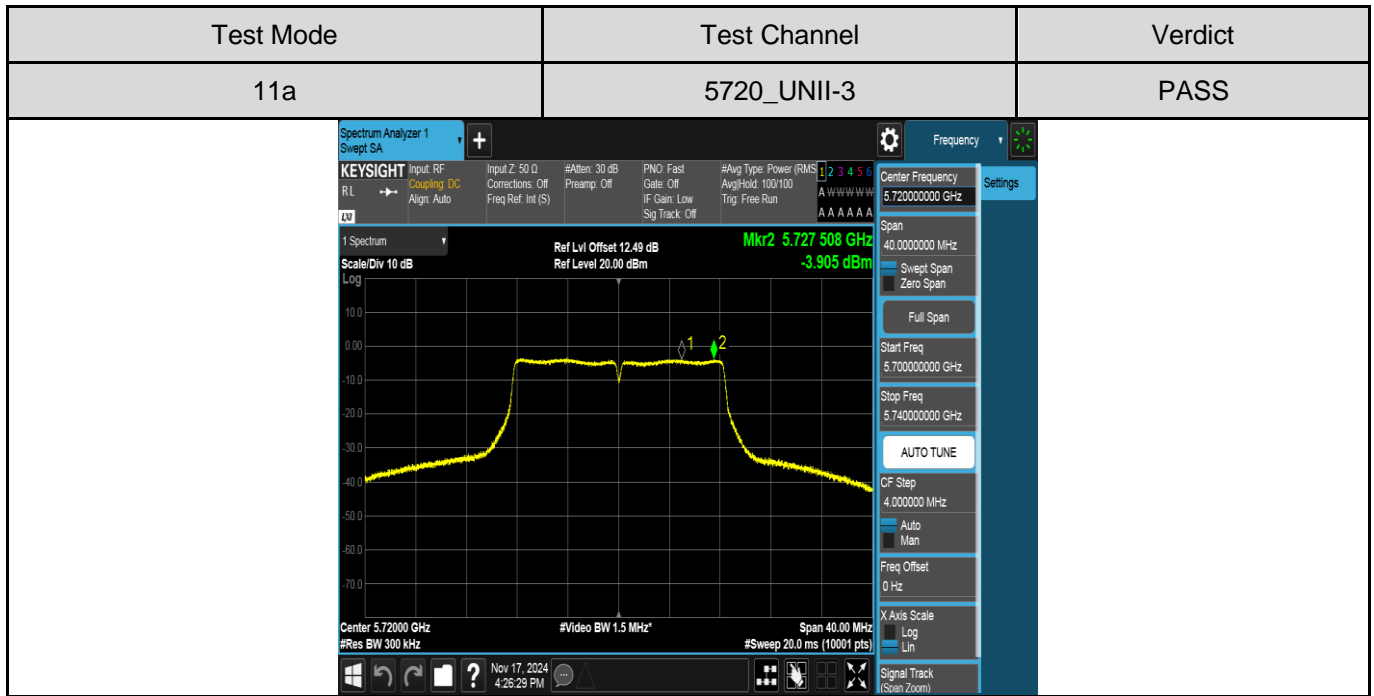 Test Mode Test Channel Verdict
11a 5720_UNII-3 PASS
Spectrum Analyzer 1
Swept SA
+
Frequency
KEYSIGHT
R L
LXI
Input: RF
Coupling: DC
Align: Auto
Input Z: 50 Ω
Corrections: Off
Freq Ref: Int (S)
#Atten: 30 dB
Preamp: Off
PNO: Fast
Gate: Off
IF Gain: Low
Sig Track: Off
#Avg Type: Power (RMS
Avg|Hold: 100/100
Trig: Free Run
1 2 3 4 5 6
A W W W W W
A A A A A A
1 Spectrum
Scale/Div 10 dB
Ref Lvl Offset 12.49 dB
Ref Level 20.00 dBm
Mkr2 5.727 508 GHz
-3.905 dBm
Log
10.0
0.00
-10.0
-20.0
-30.0
-40.0
-50.0
-60.0
-70.0
1
2
Center 5.72000 GHz
#Res BW 300 kHz
#Video BW 1.5 MHz*
Span 40.00 MHz
#Sweep 20.0 ms (10001 pts)
?
Nov 17, 2024
4:26:29 PM
Center Frequency
5.720000000 GHz
Settings
Span
40.0000000 MHz
Swept Span
Zero Span
Full Span
Start Freq
5.700000000 GHz
Stop Freq
5.740000000 GHz
AUTO TUNE
CF Step
4.000000 MHz
Auto
Man
Freq Offset
0 Hz
X Axis Scale
Log
Lin
Signal Track
(Span Zoom)